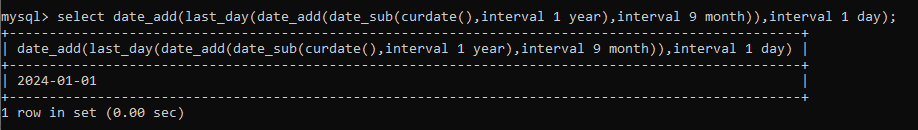 mysql> select date_add(last_day(date_add(date_sub(curdate(),interval 1 year),interval 9 month)),interval 1 day);
+--------------------------------------------------------------------------------------------------+
| date_add(last_day(date_add(date_sub(curdate(),interval 1 year),interval 9 month)),interval 1 day) |
+--------------------------------------------------------------------------------------------------+
| 2024-01-01 |
+--------------------------------------------------------------------------------------------------+
1 row in set (0.00 sec)